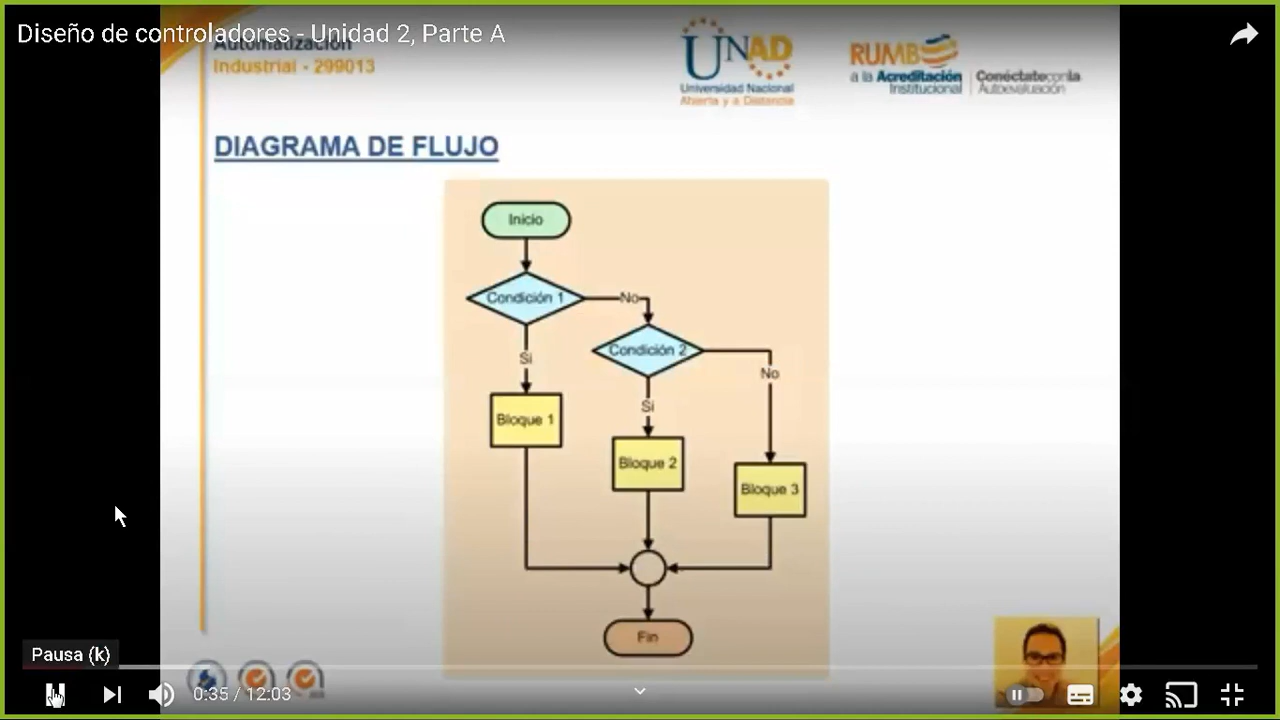 Diseño de controladores - Unidad 2, Parte A
Automatización
Industrial - 299013
UNAD
Universidad Nacional
Abierta y a Distancia
RUMBO
a la Acreditación
Institucional
Conéctate con la
Autoevaluación
DIAGRAMA DE FLUJO
Inicio
Condición 1
No
Condición 2
Si
No
Si
Bloque 1
Bloque 2
Bloque 3
Fin
Pausa (k)
0:35 / 12:03